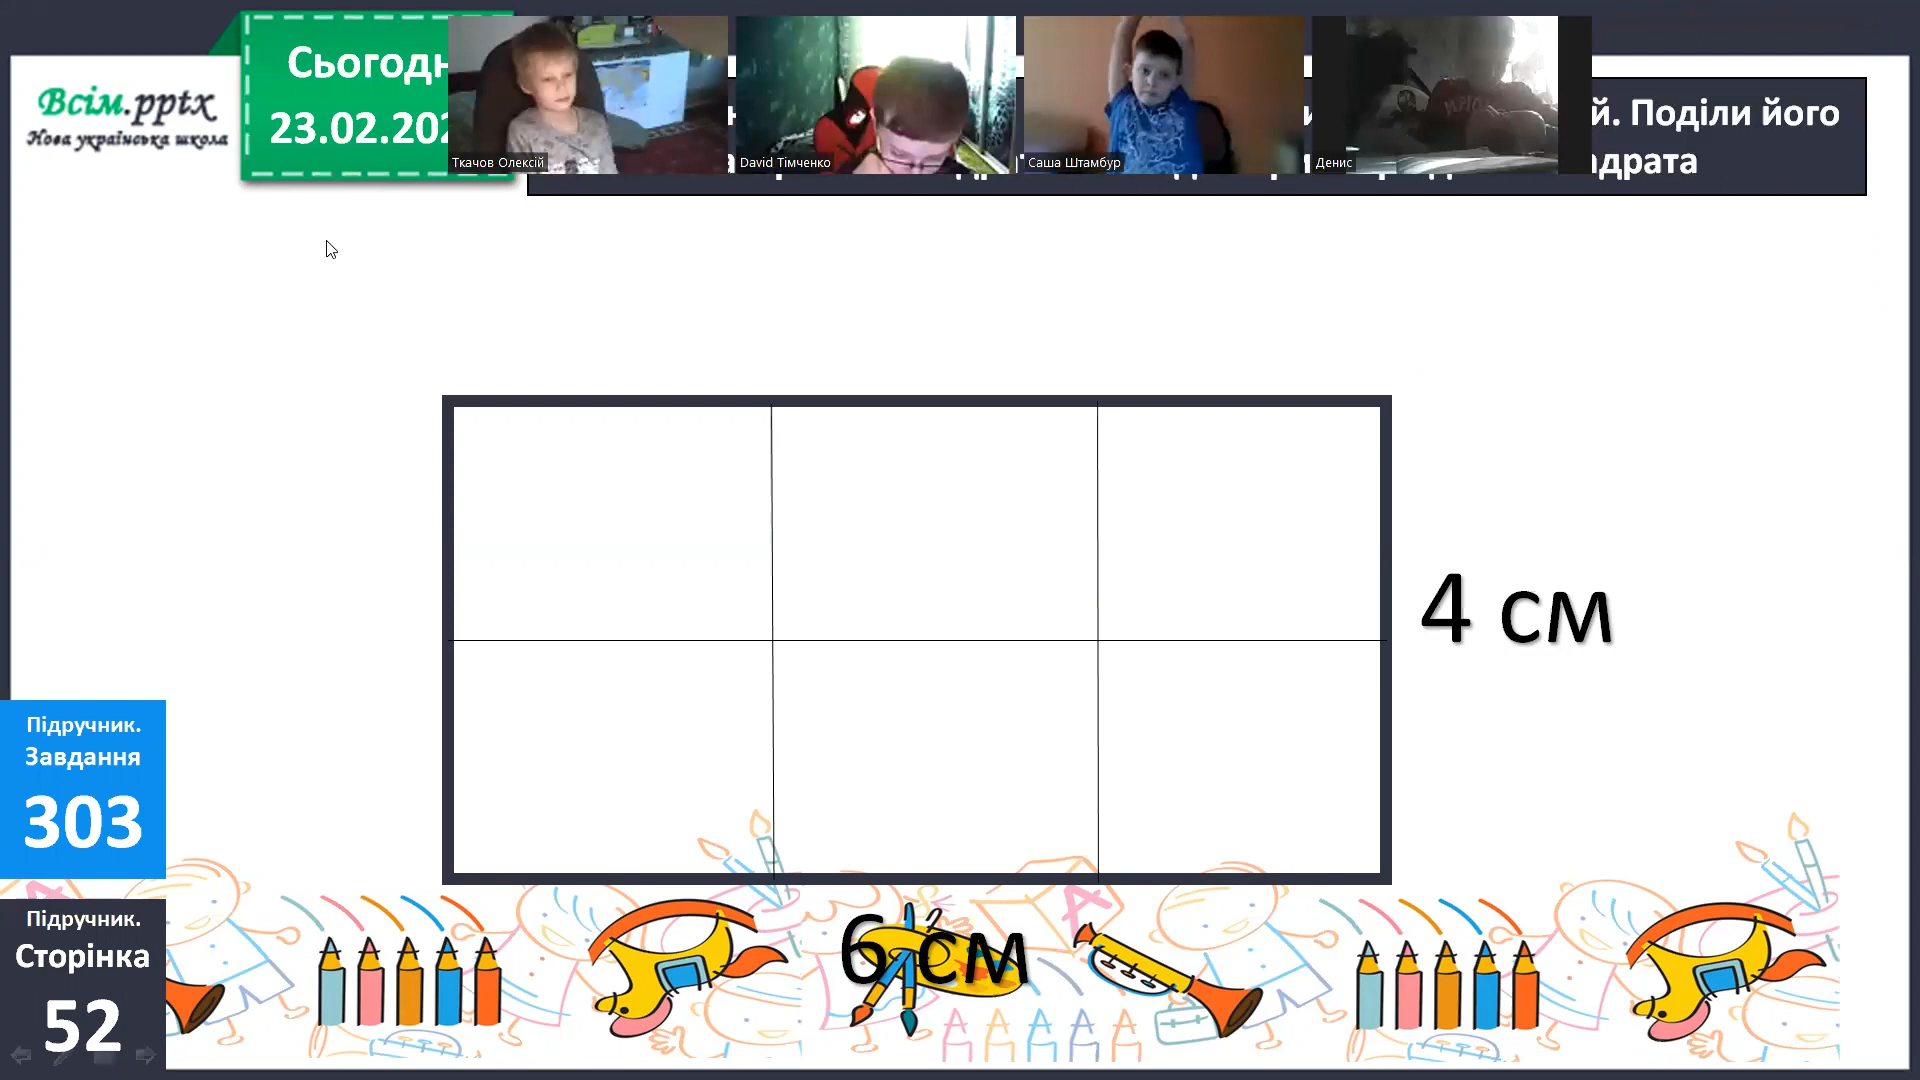 Всім.pptx
Нова українська школа
Сьогодн
23.02.202
й. Поділи його
адрата
Ткачов Олексій
David Тімченко
Саша Штамбур
Денис
4 см
6 см
Підручник.
Завдання
303
Підручник.
Сторінка
52